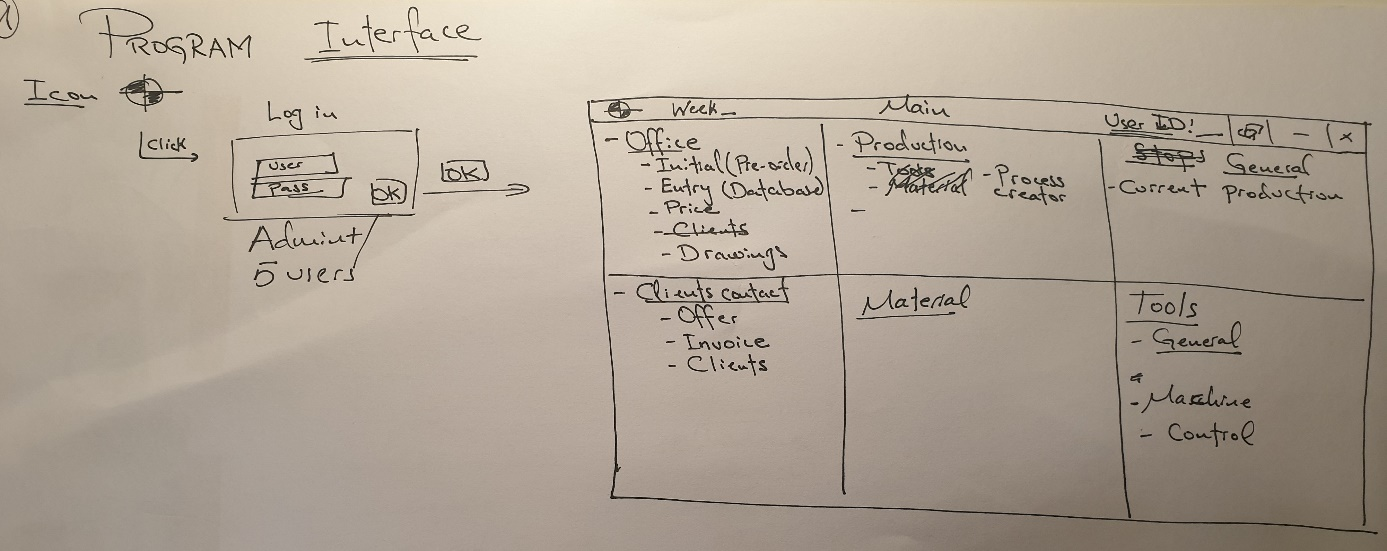 1
PROGRAM Interface
Icon
Click
Log in
User
Pass
OK
OK
Admin+
5 users
Week_ Main
User ID:_ - x
- Office
- Initial (Pre-order)
- Entry (Database)
- Price
- Clients
- Drawings
- Production
- Tools
- Material
- Process
creator
-
Stops General
- Current production
- Clients contact
- Offer
- Invoice
- Clients
Material
Tools
- General
- Maschine
- Control